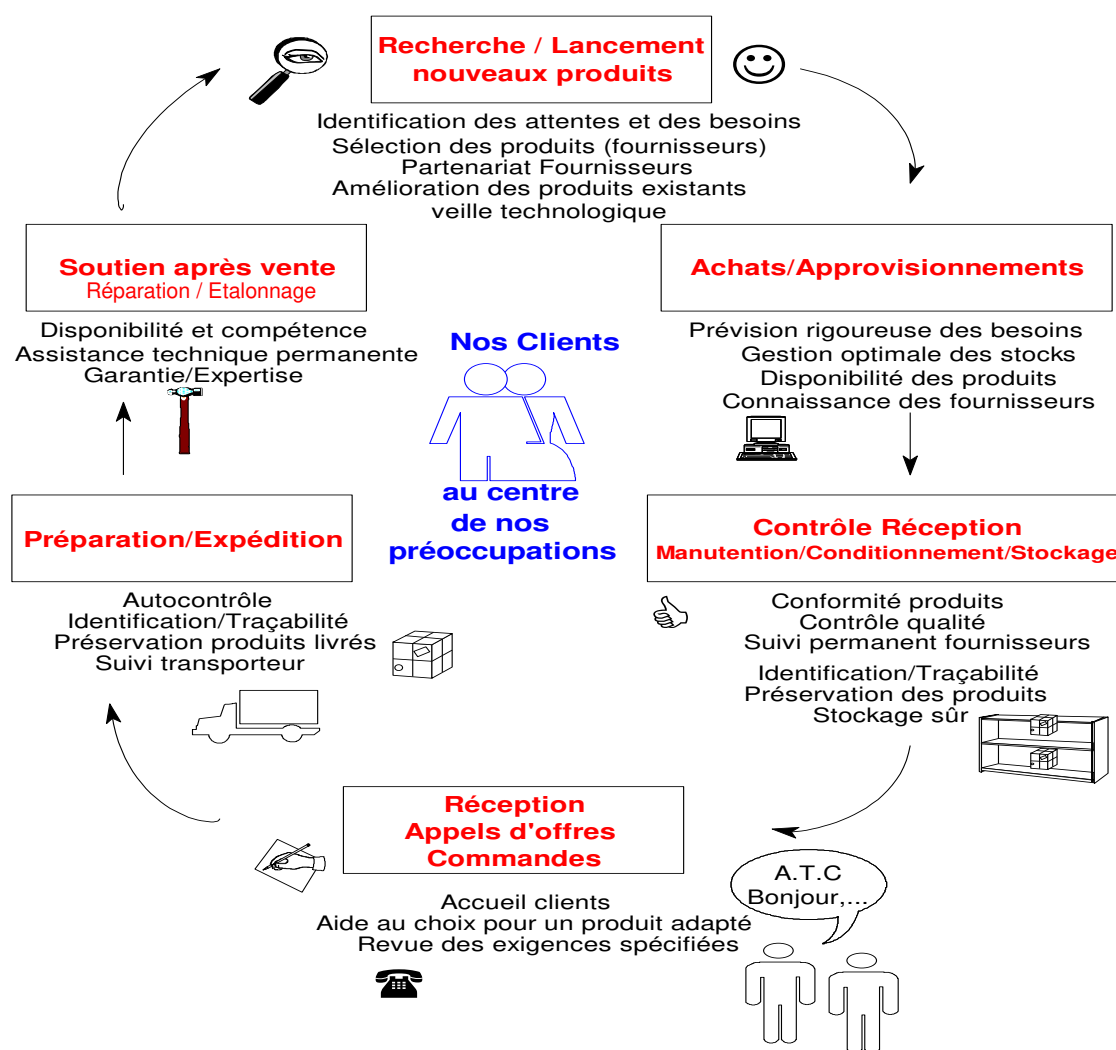 Recherche / Lancement
nouveaux produits
Identification des attentes et des besoins
Sélection des produits (fournisseurs)
Partenariat Fournisseurs
Amélioration des produits existants
veille technologique
Achats/Approvisionnements
Prévision rigoureuse des besoins
Gestion optimale des stocks
Disponibilité des produits
Connaissance des fournisseurs
Contrôle Réception
Manutention/Conditionnement/Stockage
Conformité produits
Contrôle qualité
Suivi permanent fournisseurs
Identification/Traçabilité
Préservation des produits
Stockage sûr
Réception
Appels d'offres
Commandes
Accueil clients
Aide au choix pour un produit adapté
Revue des exigences spécifiées
A.T.C
Bonjour,...
Préparation/Expédition
Autocontrôle
Identification/Traçabilité
Préservation produits livrés
Suivi transporteur
Soutien après vente
Réparation / Etalonnage
Disponibilité et compétence
Assistance technique permanente
Garantie/Expertise
Nos Clients
au centre
de nos
préoccupations